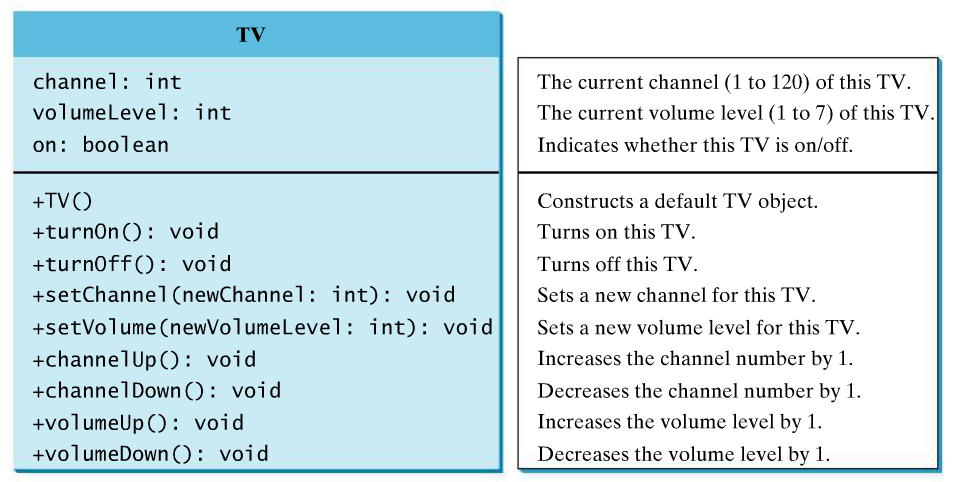 TV
channel: int
volumeLevel: int
on: boolean
The current channel (1 to 120) of this TV.
The current volume level (1 to 7) of this TV.
Indicates whether this TV is on/off.
+TV()
+turnOn(): void
+turnOff(): void
+setChannel(newChannel: int): void
+setVolume(newVolumeLevel: int): void
+channelUp(): void
+channelDown(): void
+volumeUp(): void
+volumeDown(): void
Constructs a default TV object.
Turns on this TV.
Turns off this TV.
Sets a new channel for this TV.
Sets a new volume level for this TV.
Increases the channel number by 1.
Decreases the channel number by 1.
Increases the volume level by 1.
Decreases the volume level by 1.